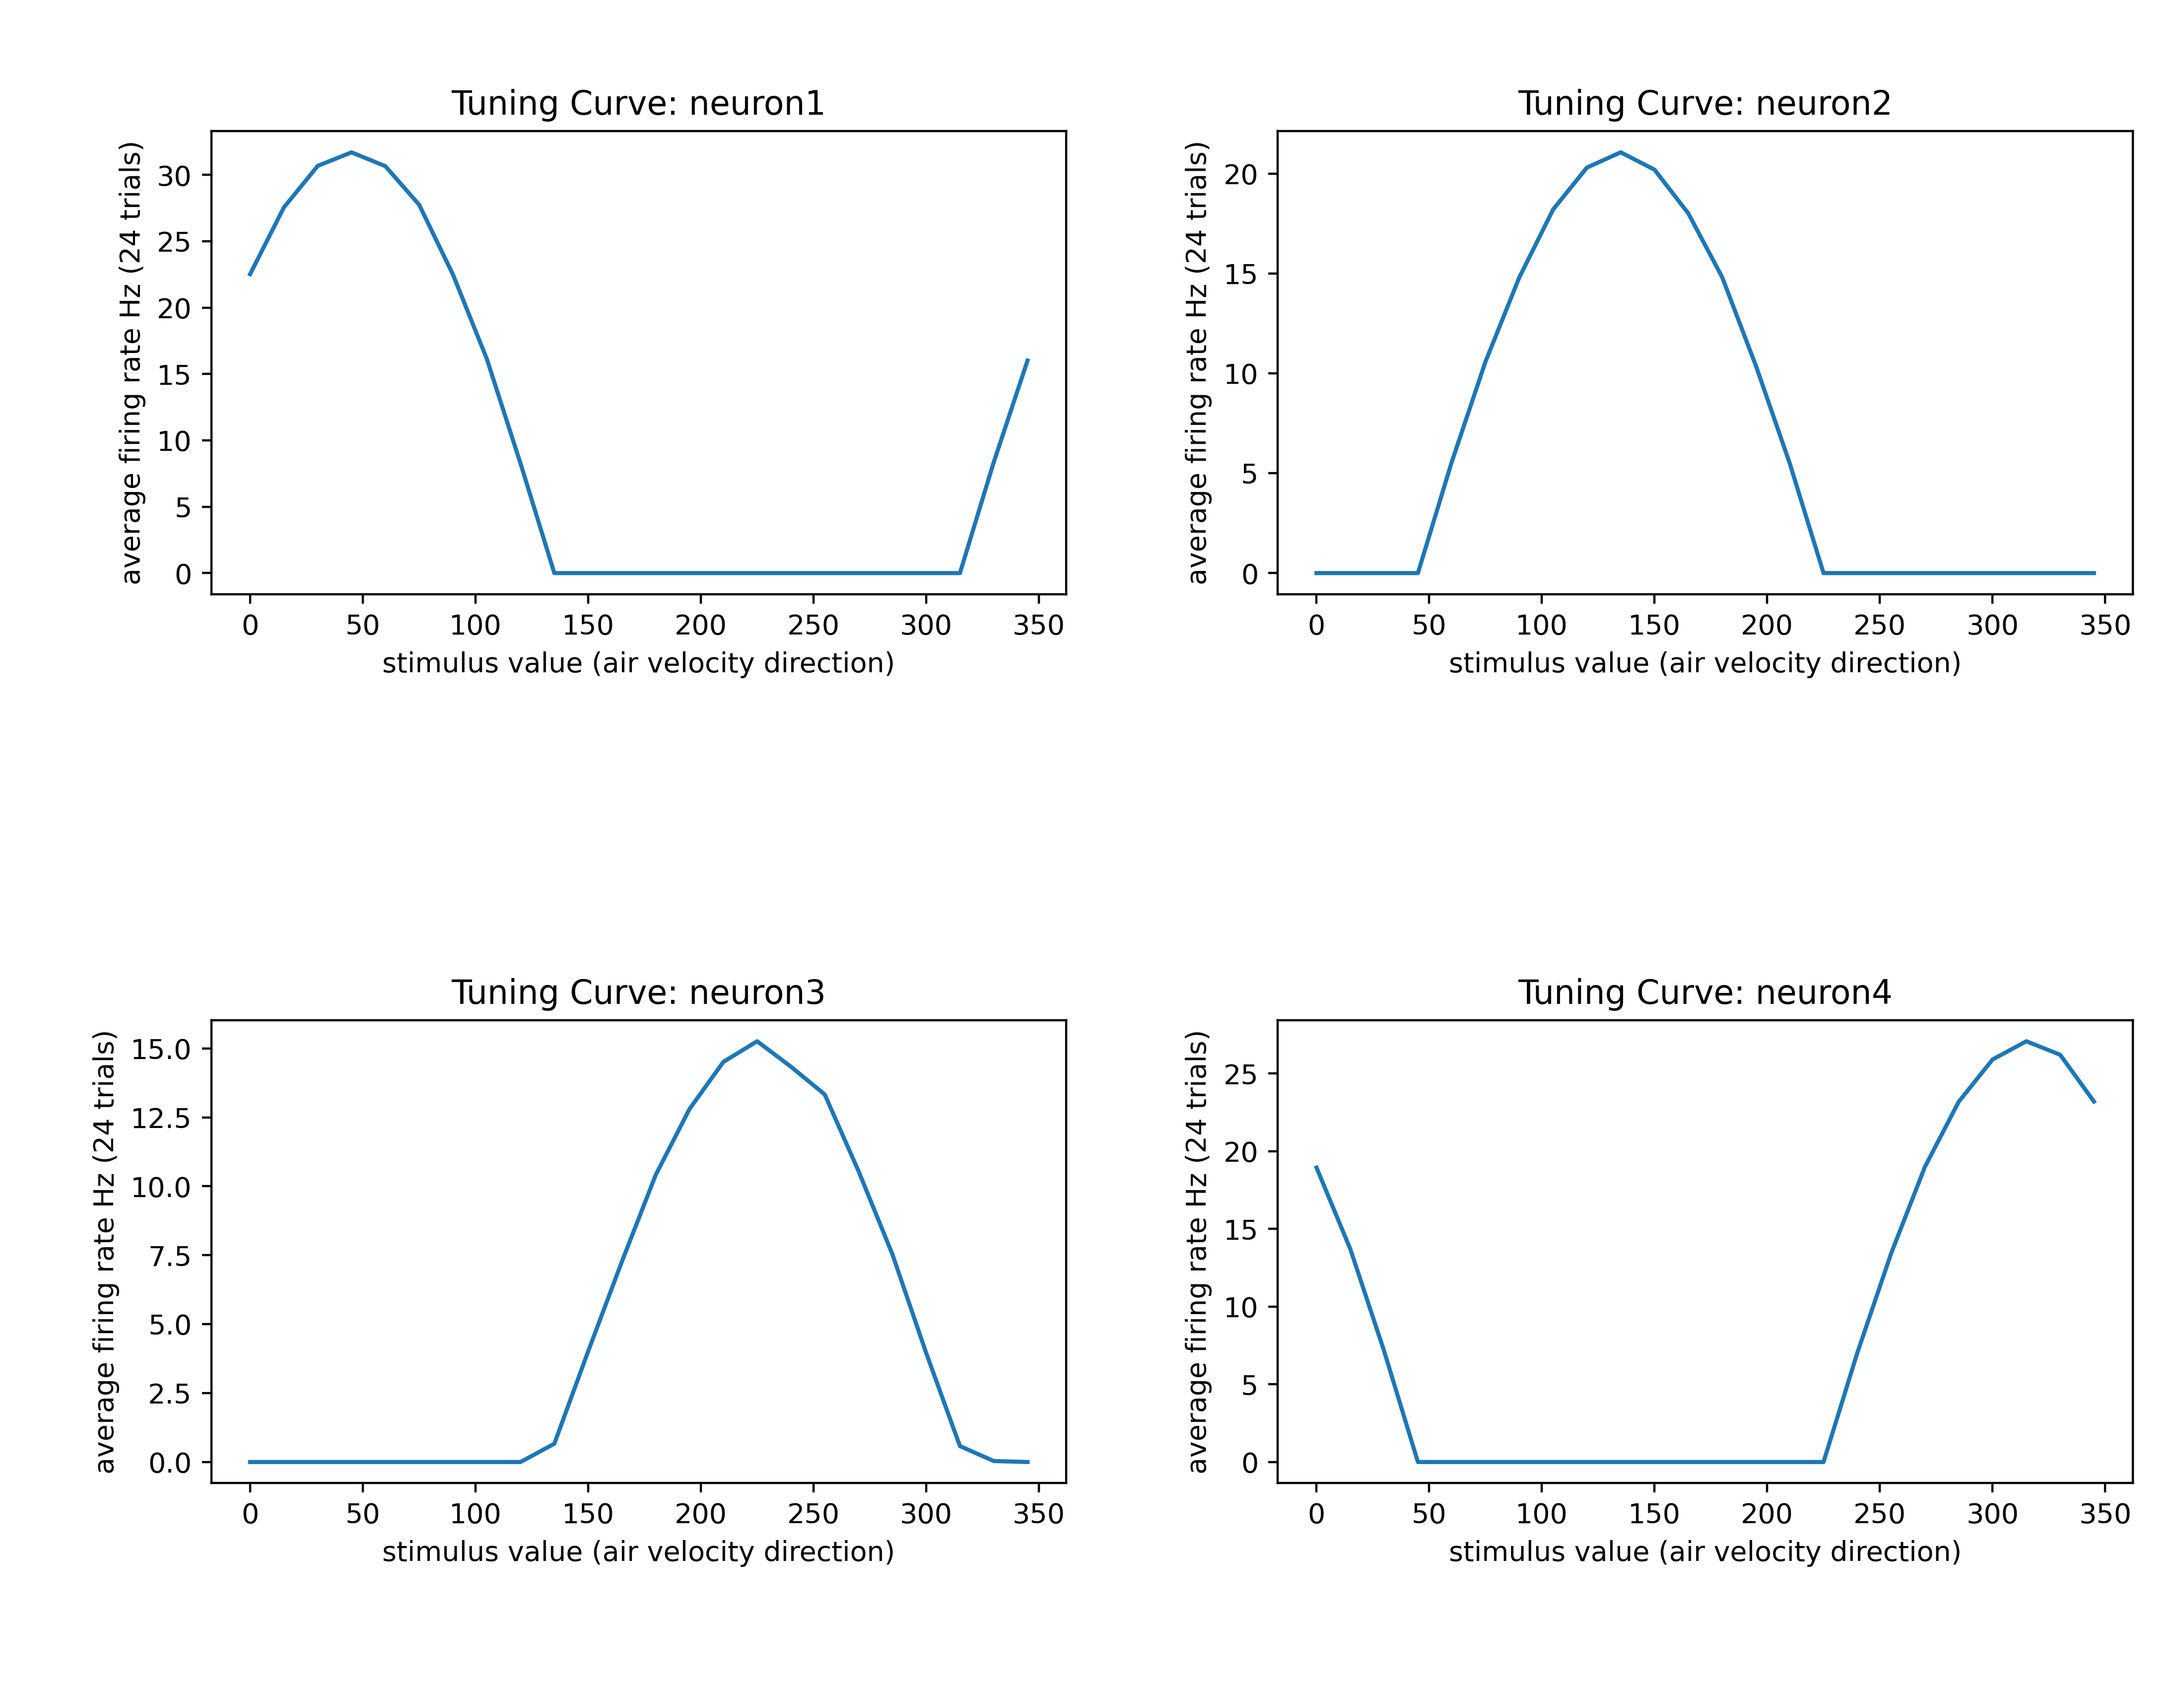 Tuning Curve: neuron1
average firing rate Hz (24 trials)
30
25
20
15
10
5
0
0 50 100 150 200 250 300 350
stimulus value (air velocity direction)
Tuning Curve: neuron2
average firing rate Hz (24 trials)
20
15
10
5
0
0 50 100 150 200 250 300 350
stimulus value (air velocity direction)
Tuning Curve: neuron3
average firing rate Hz (24 trials)
15.0
12.5
10.0
7.5
5.0
2.5
0.0
0 50 100 150 200 250 300 350
stimulus value (air velocity direction)
Tuning Curve: neuron4
average firing rate Hz (24 trials)
25
20
15
10
5
0
0 50 100 150 200 250 300 350
stimulus value (air velocity direction)